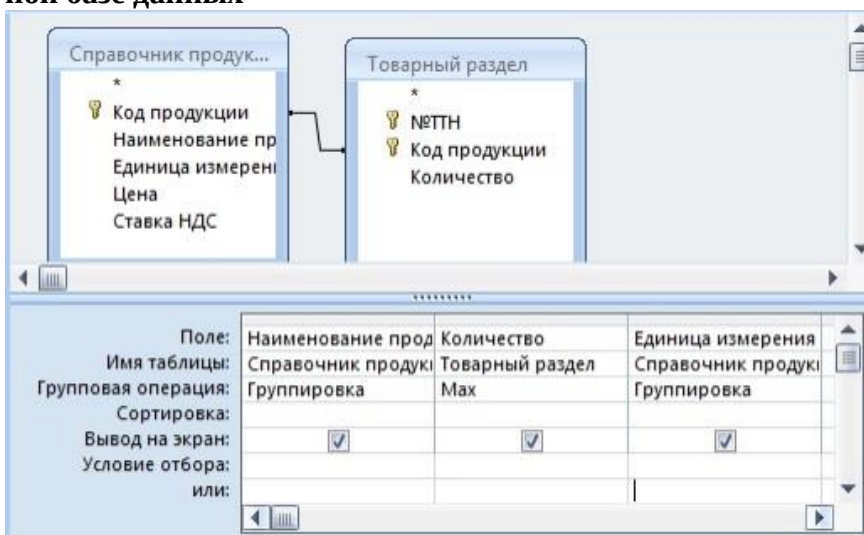 ной базе данных
Справочник продук...
*
Код продукции
Наименование пр
Единица измерени
Цена
Ставка НДС
Товарный раздел
*
№ТТН
Код продукции
Количество
Поле: Наименование прод Количество Единица измерения
Имя таблицы: Справочник продукц Товарный раздел Справочник продукц
Групповая операция: Группировка Max Группировка
Сортировка:
Вывод на экран:
Условие отбора:
или: